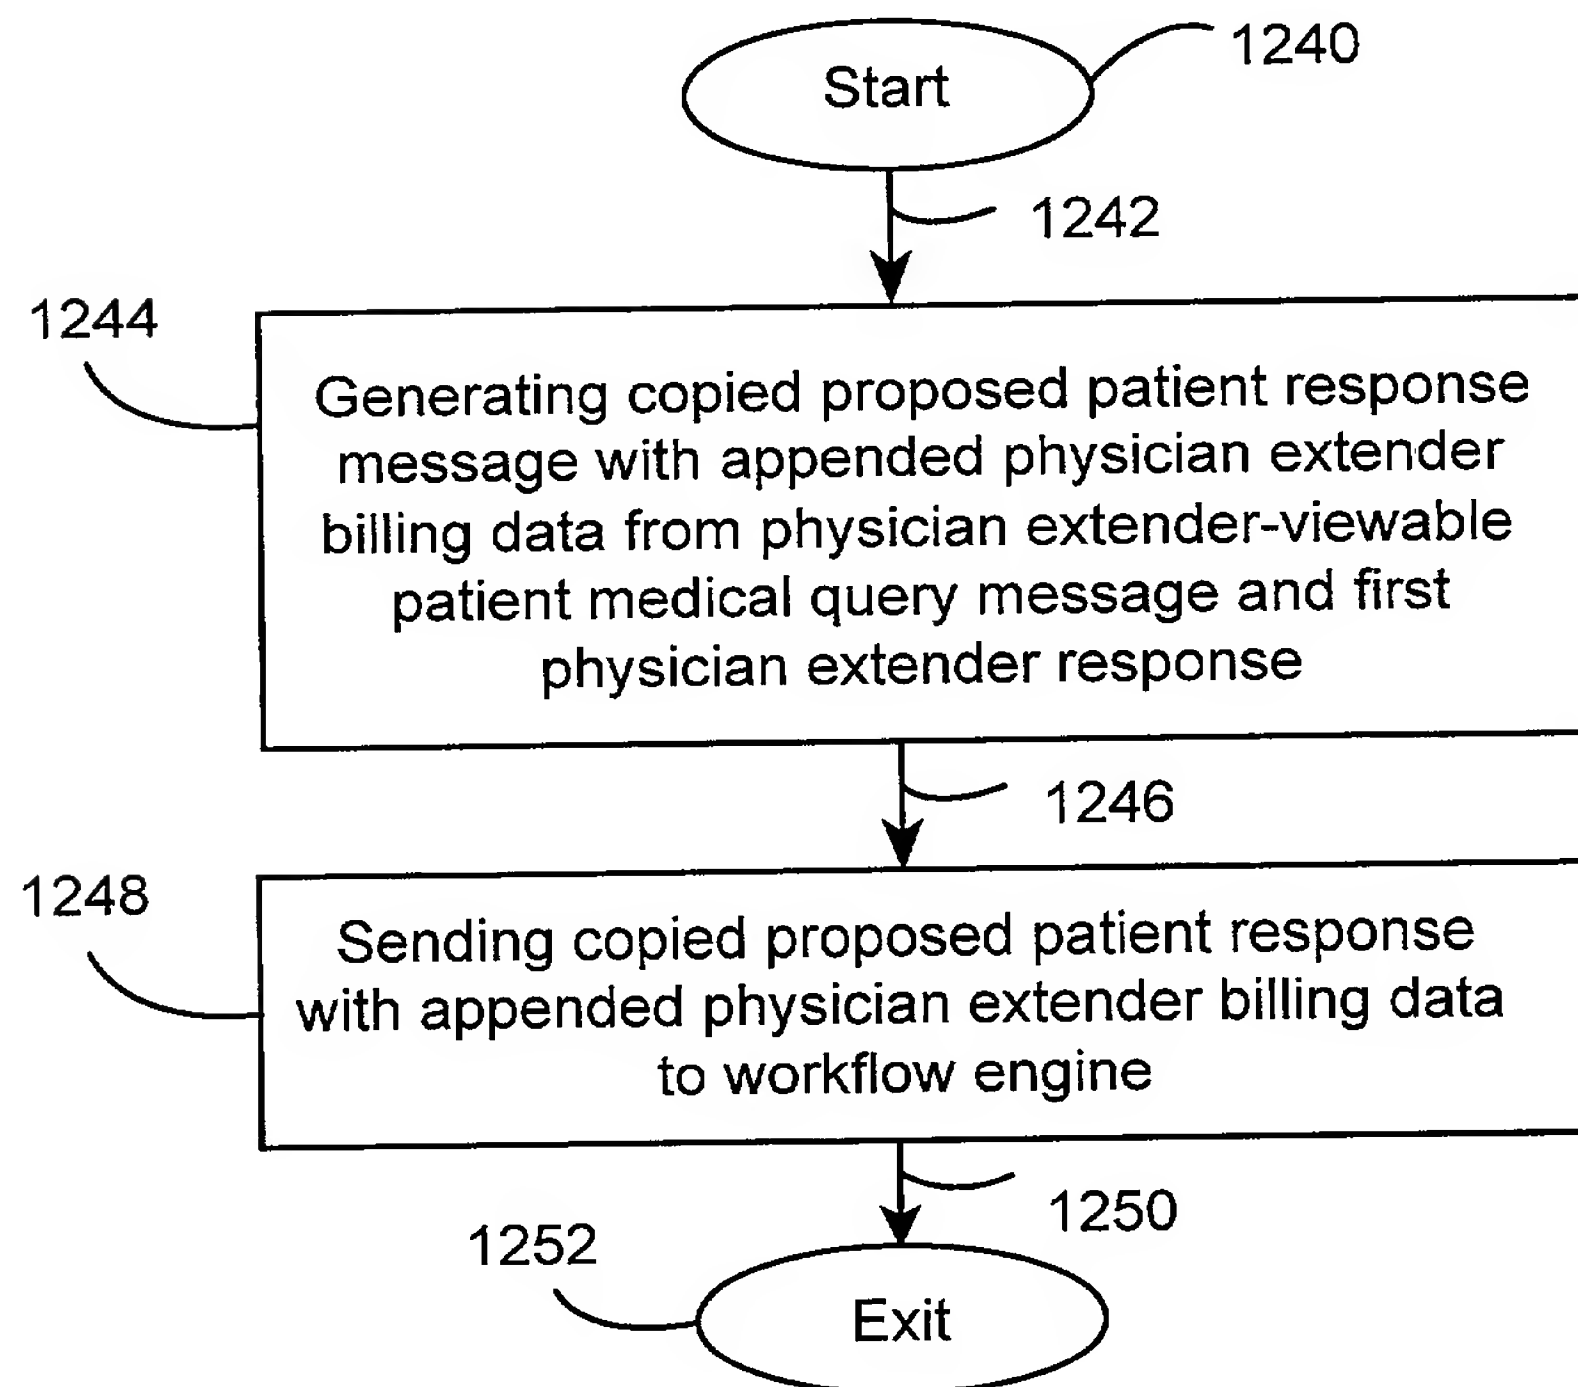 Start
1240
1242
1244
Generating copied proposed patient response
message with appended physician extender
billing data from physician extender-viewable
patient medical query message and first
physician extender response
1246
1248
Sending copied proposed patient response
with appended physician extender billing data
to workflow engine
1250
1252
Exit